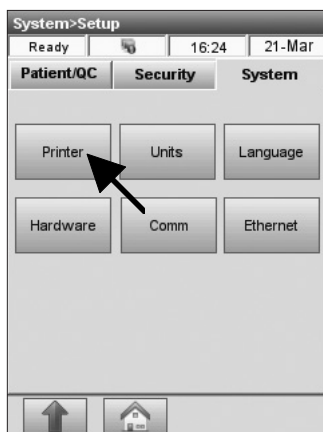 System>Setup
Ready 16:24 21-Mar
Patient/QC Security System
Printer Units Language
Hardware Comm Ethernet